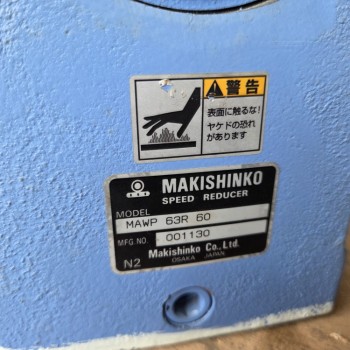 警告
表面に触るな!
ヤケドの恐れ
があります
MAKISHINKO
SPEED REDUCER
MODEL MAWP 63R 60
MFG.NO. 001130
Makishinko Co., Ltd.
N2 OSAKA JAPAN